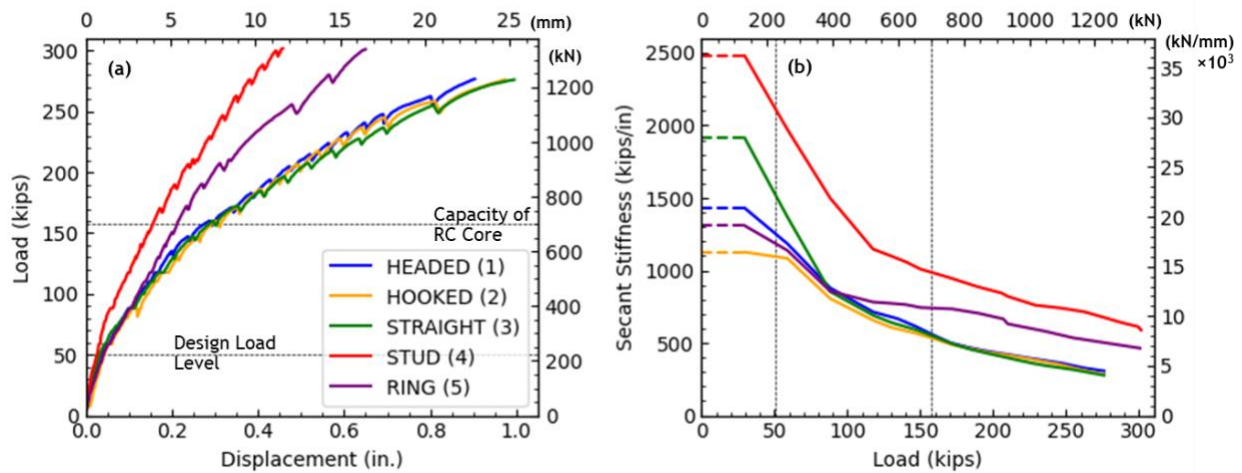 0 5 10 15 20 25 (mm)
(a)
(kN)
300
250
200
150
100
50
0
Load (kips)
1200
1000
800
600
400
200
0
Capacity of
RC Core
Design Load
Level
HEADED (1)
HOOKED (2)
STRAIGHT (3)
STUD (4)
RING (5)
0.0 0.2 0.4 0.6 0.8 1.0
Displacement (in.)
0 200 400 600 800 1000 1200 (kN)
(b)
(kN/mm)
×10³
2500
2000
1500
1000
500
0
Secant Stiffness (kips/in)
35
30
25
20
15
10
5
0
0 50 100 150 200 250 300
Load (kips)